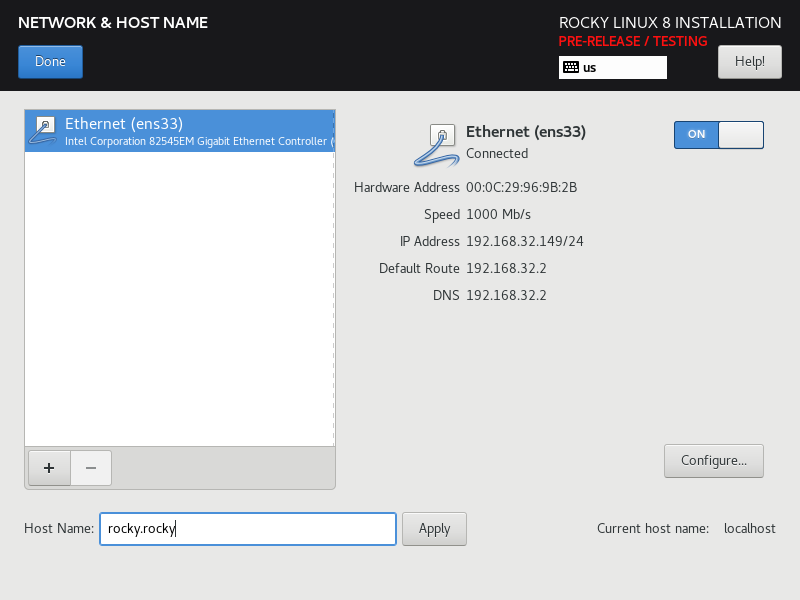 NETWORK & HOST NAME
ROCKY LINUX 8 INSTALLATION
PRE-RELEASE / TESTING
Done
us
Help!
Ethernet (ens33)
Intel Corporation 82545EM Gigabit Ethernet Controller (
Ethernet (ens33)
Connected
ON
Hardware Address 00:0C:29:96:9B:2B
Speed 1000 Mb/s
IP Address 192.168.32.149/24
Default Route 192.168.32.2
DNS 192.168.32.2
+ −
Configure...
Host Name: rocky.rocky Apply Current host name: localhost